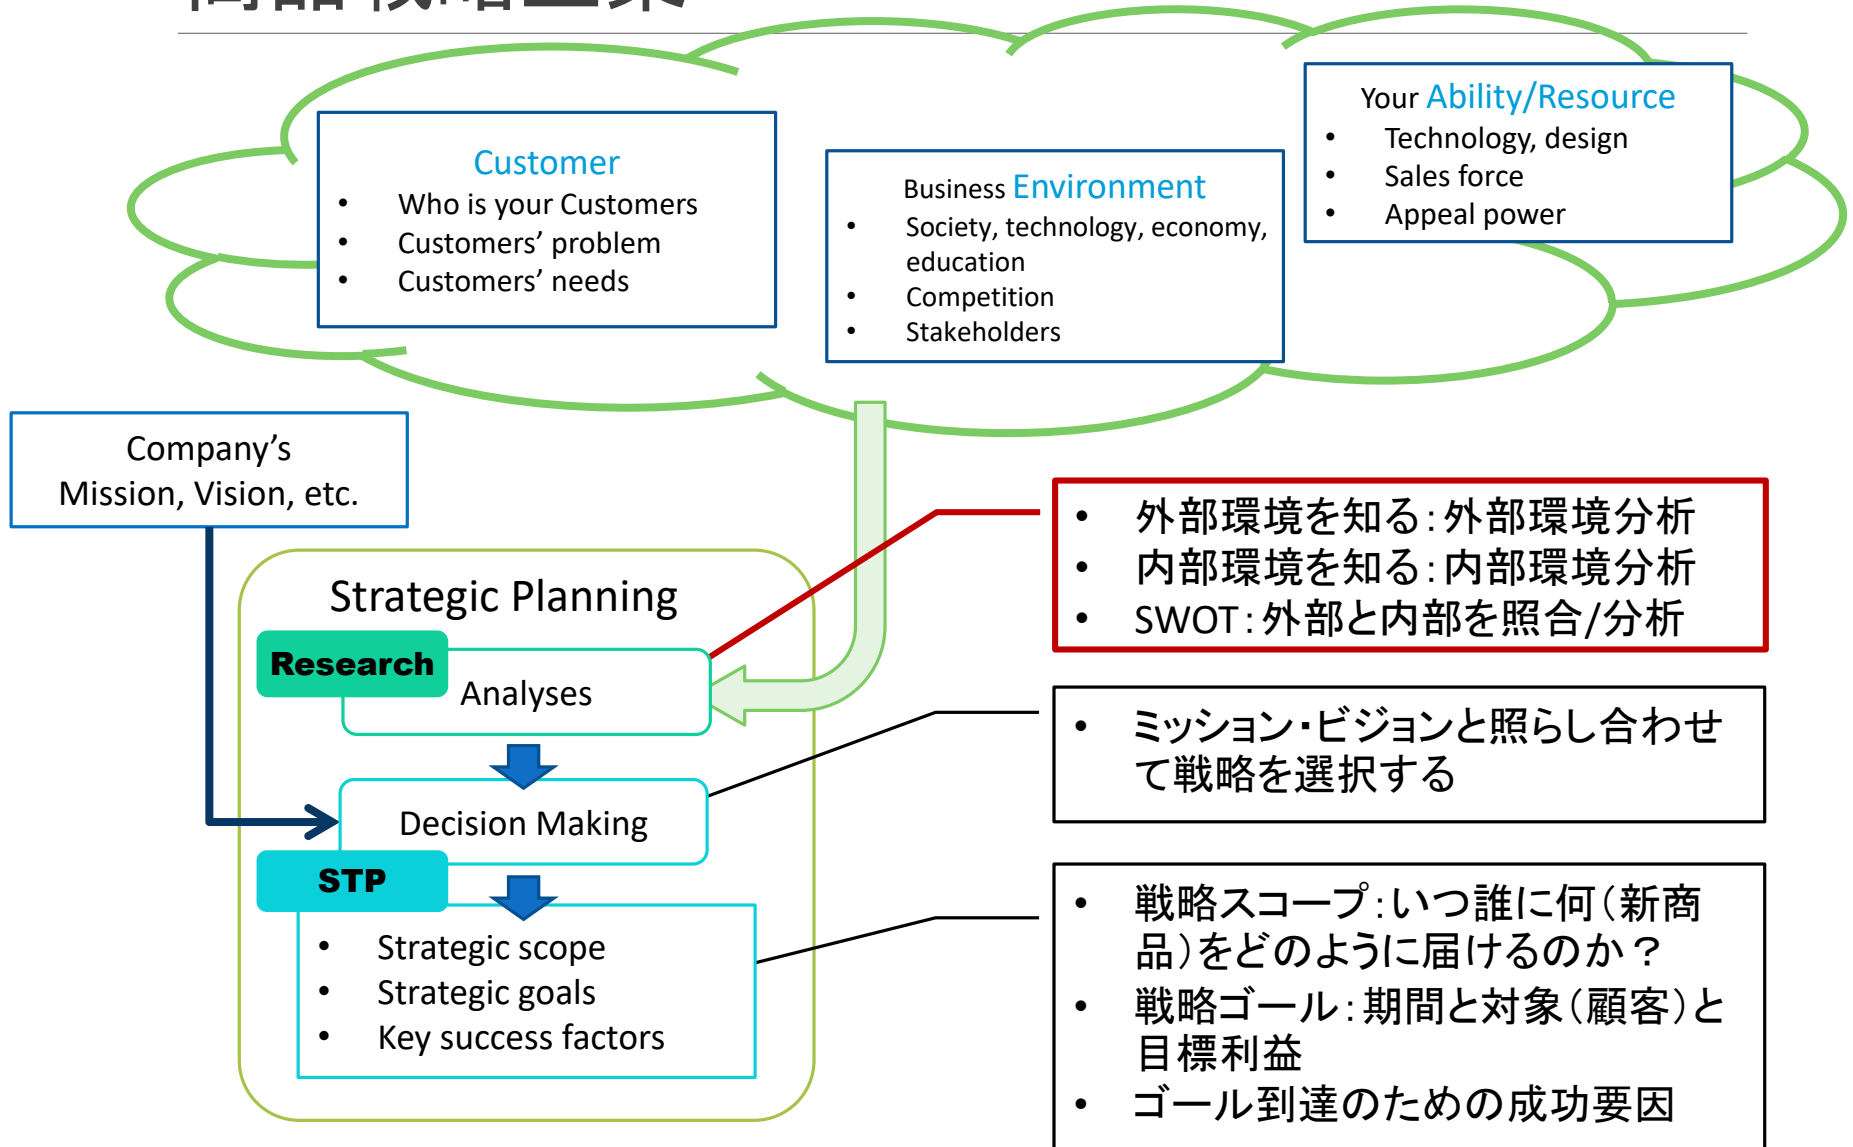 Customer
• Who is your Customers
• Customers’ problem
• Customers’ needs
Business Environment
• Society, technology, economy,
education
• Competition
• Stakeholders
Your Ability/Resource
• Technology, design
• Sales force
• Appeal power
Company’s
Mission, Vision, etc.
Strategic Planning
Research
Analyses
Decision Making
STP
• Strategic scope
• Strategic goals
• Key success factors
• 外部環境を知る：外部環境分析
• 内部環境を知る：内部環境分析
• SWOT：外部と内部を照合/分析
• ミッション・ビジョンと照らし合わせ
て戦略を選択する
• 戦略スコープ：いつ誰に何（新商
品）をどのように届けるのか？
• 戦略ゴール：期間と対象（顧客）と
目標利益
• ゴール到達のための成功要因